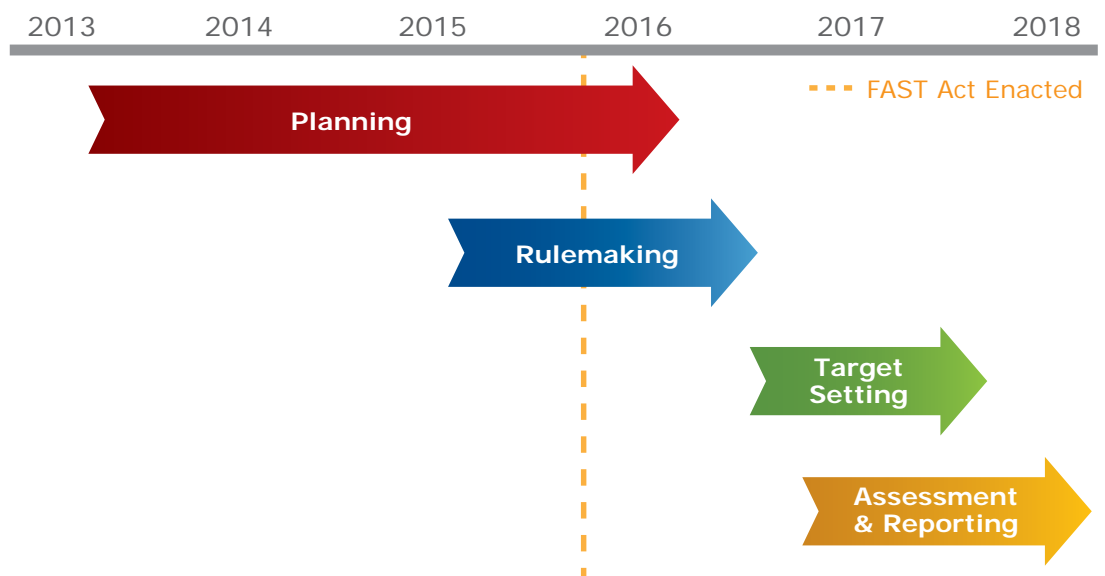 2013 2014 2015 2016 2017 2018
FAST Act Enacted
Planning
Rulemaking
Target
Setting
Assessment
& Reporting